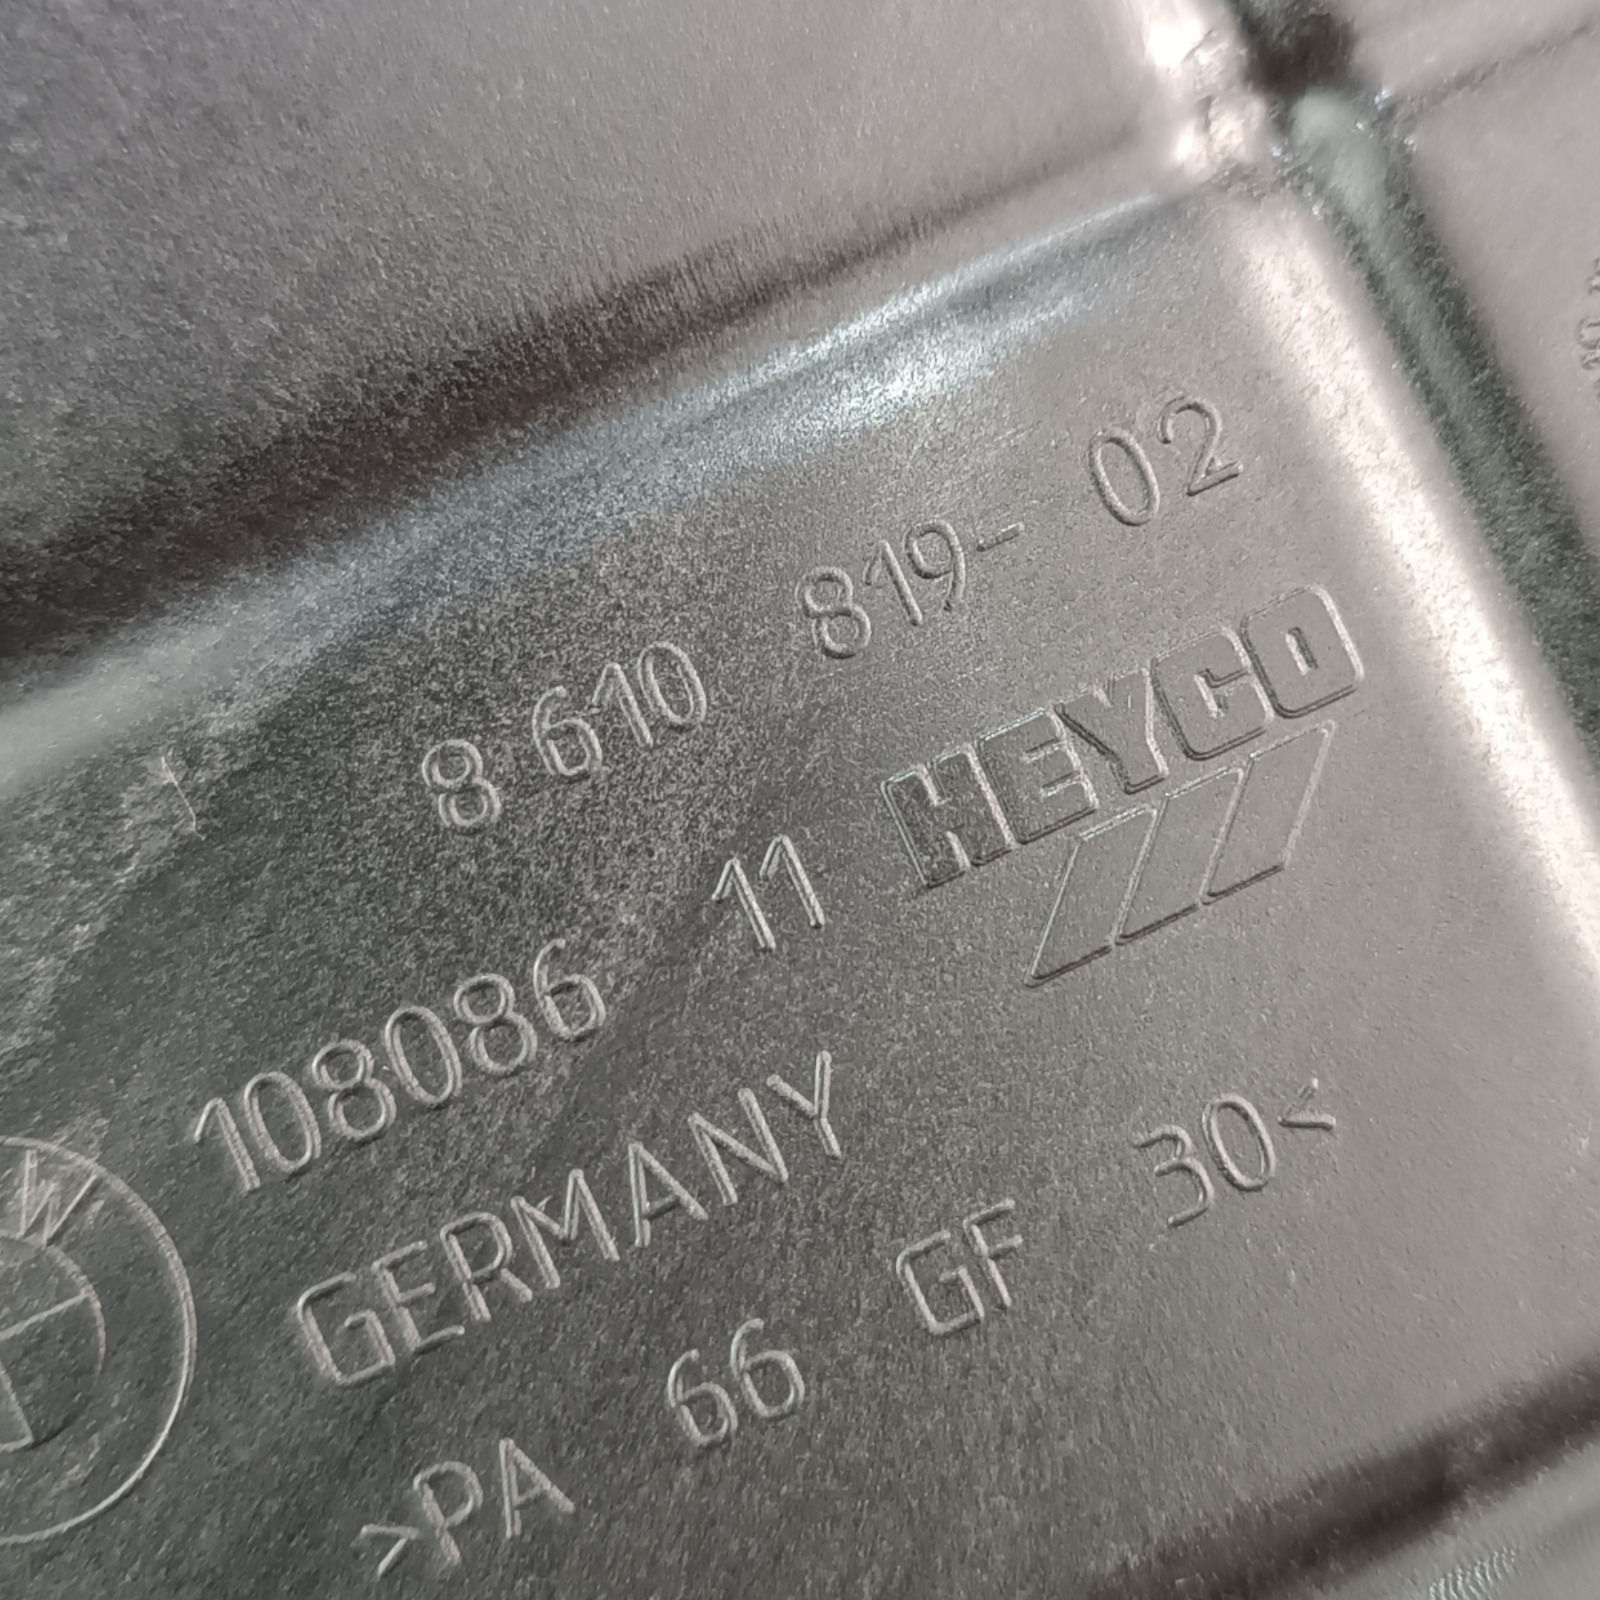 8 610 819- 02
HEYCO
108086 11
GERMANY
>PA 66 GF 30<
W